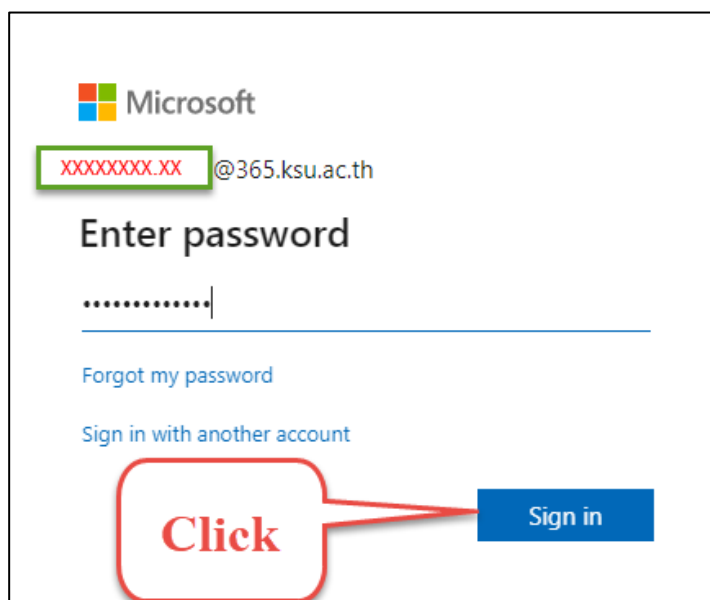 Microsoft
XXXXXXXX.XX @365.ksu.ac.th
Enter password
•••••••••••••
Forgot my password
Sign in with another account
Click
Sign in